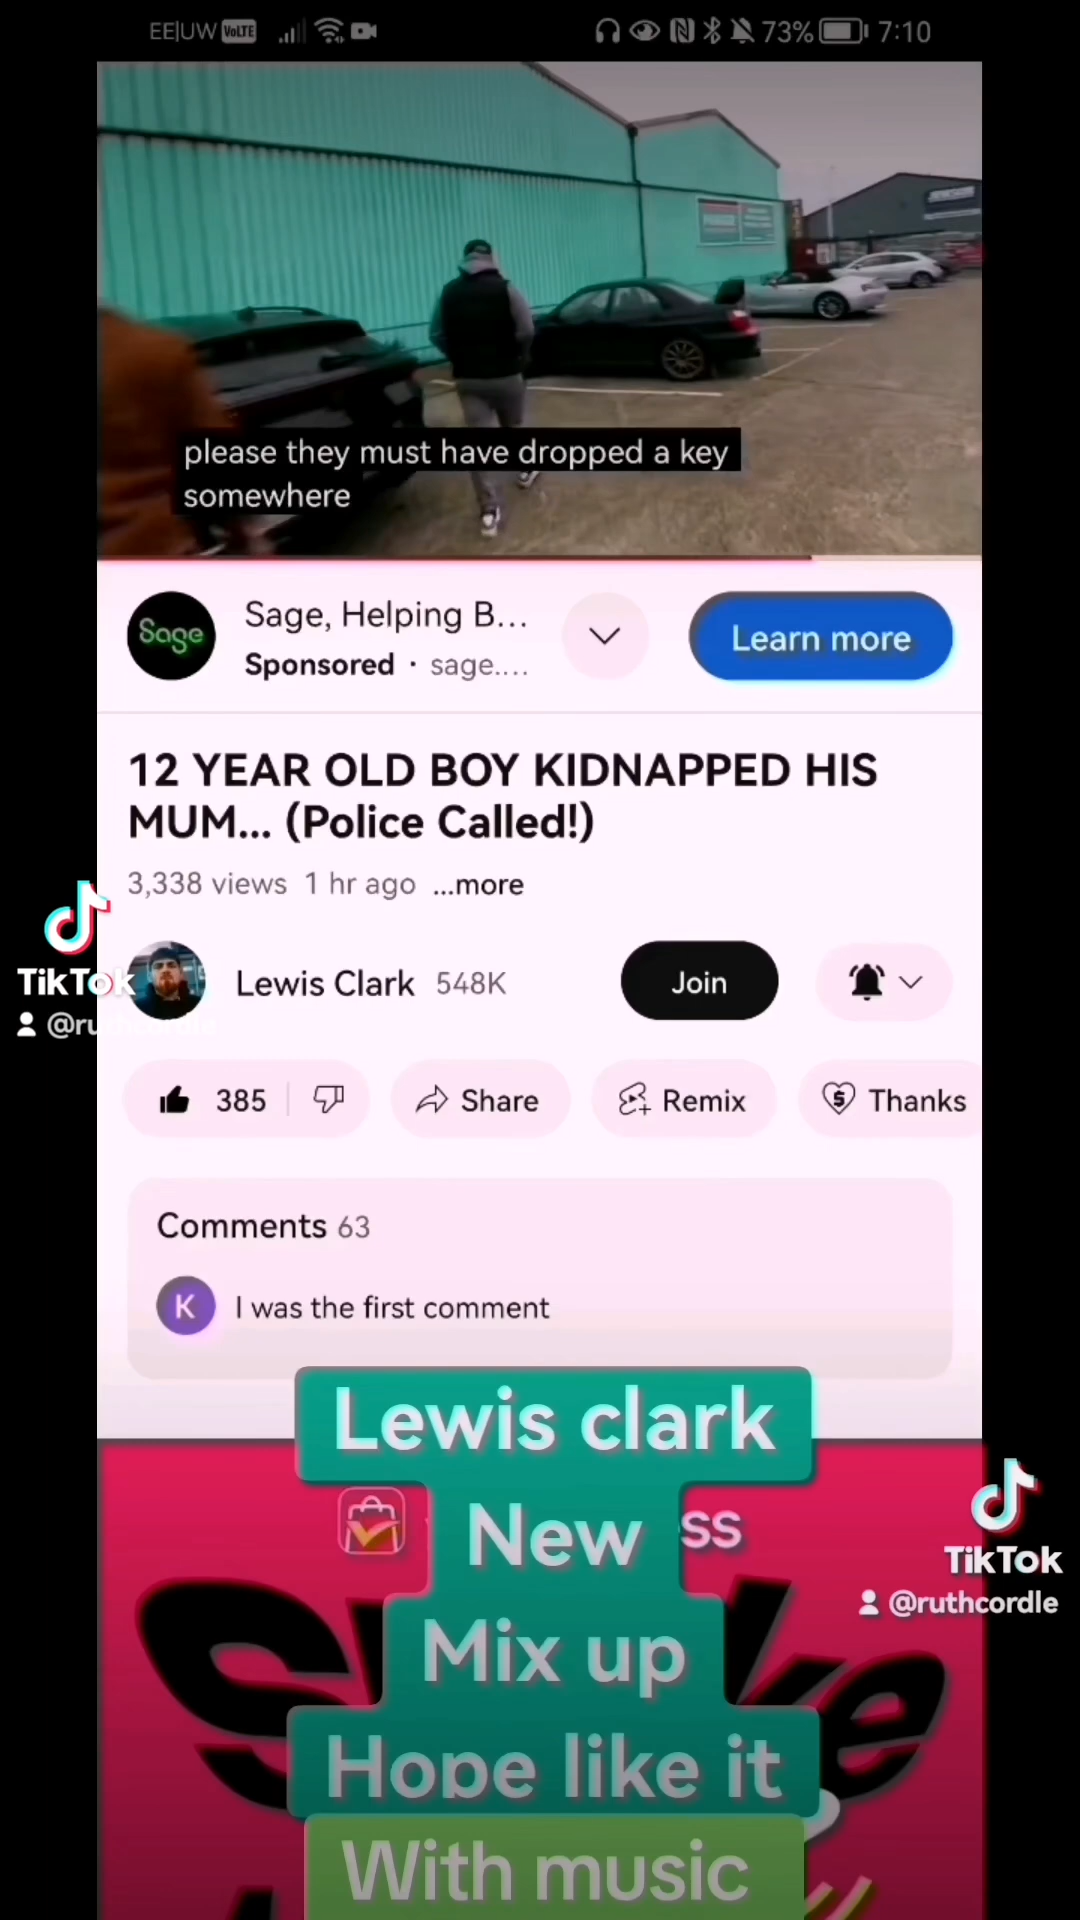 EE|UW VoLTE 73% 7:10
please they must have dropped a key
somewhere
Sage
Sage, Helping B...
Sponsored · sage....
Learn more
12 YEAR OLD BOY KIDNAPPED HIS
MUM... (Police Called!)
3,338 views 1 hr ago ...more
TikTok
Lewis Clark 548K
Join
385
Share
Remix
Thanks
Comments 63
K
I was the first comment
Lewis clark
New
Mix up
Hope like it
With music
TikTok
@ruthcordle